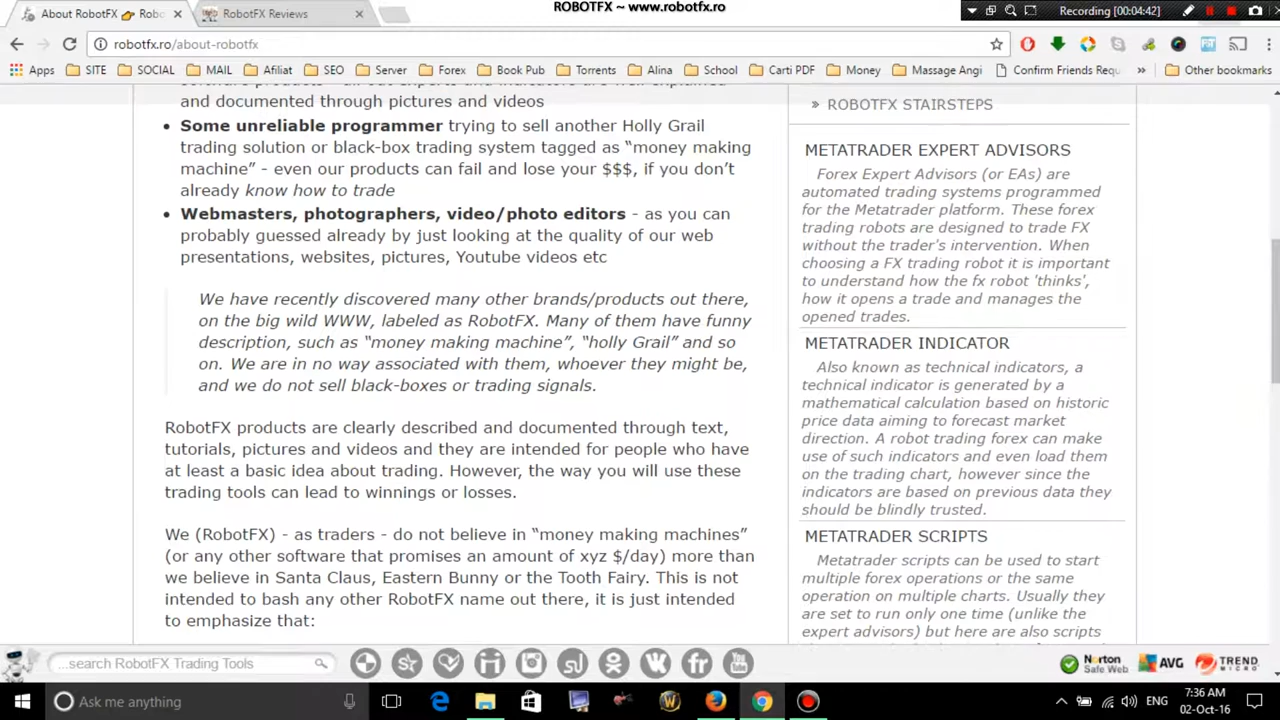 ROBOTFX ~ www.robotfx.ro
About RobotFX 👉 Robo
RobotFX Reviews
Recording [00:04:42]
robotfx.ro/about-robotfx
Apps SITE SOCIAL MAIL Afiliat SEO Server Forex Book Pub Torrents Alina School Carti PDF Money Massage Angi Confirm Friends Requ » Other bookmarks
and documented through pictures and videos
• Some unreliable programmer trying to sell another Holly Grail
trading solution or black-box trading system tagged as “money making
machine” - even our products can fail and lose your $$$, if you don’t
already know how to trade
• Webmasters, photographers, video/photo editors - as you can
probably guessed already by just looking at the quality of our web
presentations, websites, pictures, Youtube videos etc
We have recently discovered many other brands/products out there,
on the big wild WWW, labeled as RobotFX. Many of them have funny
description, such as “money making machine”, “holly Grail” and so
on. We are in no way associated with them, whoever they might be,
and we do not sell black-boxes or trading signals.
RobotFX products are clearly described and documented through text,
tutorials, pictures and videos and they are intended for people who have
at least a basic idea about trading. However, the way you will use these
trading tools can lead to winnings or losses.
We (RobotFX) - as traders - do not believe in “money making machines”
(or any other software that promises an amount of xyz $/day) more than
we believe in Santa Claus, Eastern Bunny or the Tooth Fairy. This is not
intended to bash any other RobotFX name out there, it is just intended
to emphasize that:
» ROBOTFX STAIRSTEPS
METATRADER EXPERT ADVISORS
Forex Expert Advisors (or EAs) are
automated trading systems programmed
for the Metatrader platform. These forex
trading robots are designed to trade FX
without the trader's intervention. When
choosing a FX trading robot it is important
to understand how the fx robot 'thinks',
how it opens a trade and manages the
opened trades.
METATRADER INDICATOR
Also known as technical indicators, a
technical indicator is generated by a
mathematical calculation based on historic
price data aiming to forecast market
direction. A robot trading forex can make
use of such indicators and even load them
on the trading chart, however since the
indicators are based on previous data they
should be blindly trusted.
METATRADER SCRIPTS
Metatrader scripts can be used to start
multiple forex operations or the same
operation on multiple charts. Usually they
are set to run only one time (unlike the
expert advisors) but here are also scripts
...search RobotFX Trading Tools
Norton
Safe Web
AVG
TREND
MICRO
Ask me anything
ENG
7:36 AM
02-Oct-16